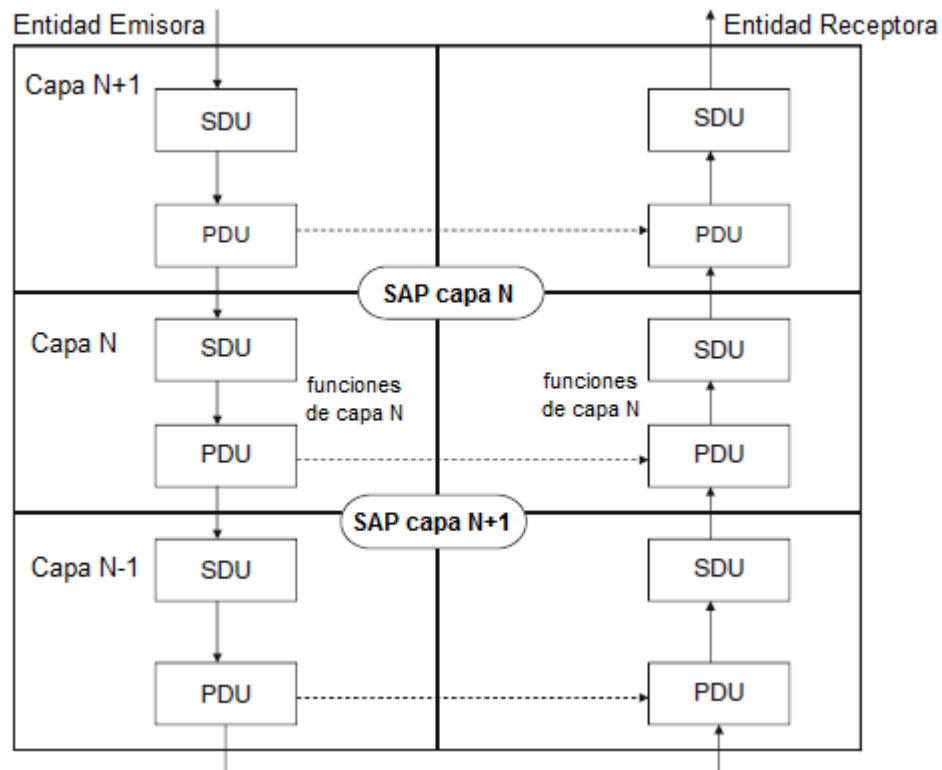 Entidad Emisora
Entidad Receptora
Capa N+1
SDU
SDU
PDU
PDU
SAP capa N
Capa N
SDU
SDU
funciones
de capa N
funciones
de capa N
PDU
PDU
SAP capa N+1
Capa N-1
SDU
SDU
PDU
PDU